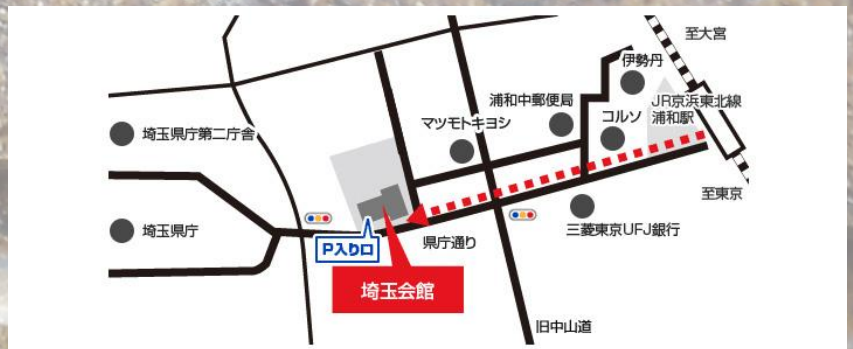 至大宮
伊勢丹
JR京浜東北線
浦和駅
浦和中郵便局
コルソ
マツモトキヨシ
埼玉県庁第二庁舎
至東京
埼玉県庁
三菱東京UFJ銀行
県庁通り
P入り口
埼玉会館
旧中山道